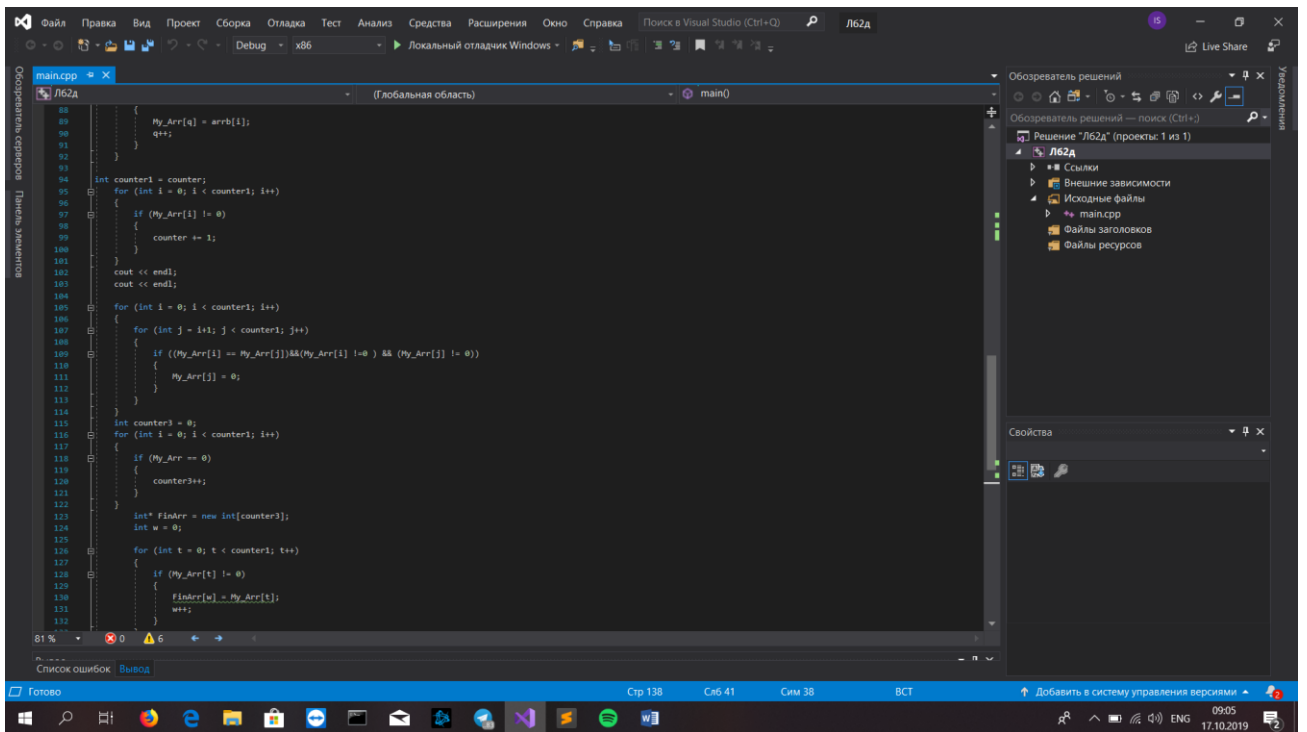 Файл Правка Вид Проект Сборка Отладка Тест Анализ Средства Расширения Окно Справка Поиск в Visual Studio (Ctrl+Q) Л62д IS
Debug x86 Локальный отладчик Windows Live Share
Обозреватель серверов
Панель элементов
main.cpp
Л62д (Глобальная область) main()
88 {
89 My_Arr[q] = arrb[i];
90 q++;
91 }
92 }
93
94 int counter1 = counter;
95 for (int i = 0; i < counter1; i++)
96 {
97 if (My_Arr[i] != 0)
98 {
99 counter += 1;
100 }
101 }
102 cout << endl;
103 cout << endl;
104
105 for (int i = 0; i < counter1; i++)
106 {
107 for (int j = i+1; j < counter1; j++)
108 {
109 if ((My_Arr[i] == My_Arr[j])&&(My_Arr[i] !=0 ) && (My_Arr[j] != 0))
110 {
111 My_Arr[j] = 0;
112 }
113 }
114 }
115 int counter3 = 0;
116 for (int i = 0; i < counter1; i++)
117 {
118 if (My_Arr == 0)
119 {
120 counter3++;
121 }
122 }
123 int* FinArr = new int[counter3];
124 int w = 0;
125
126 for (int t = 0; t < counter1; t++)
127 {
128 if (My_Arr[t] != 0)
129 {
130 FinArr[w] = My_Arr[t];
131 w++;
132 }
81 % 0 6
Список ошибок Вывод
Обозреватель решений
Обозреватель решений — поиск (Ctrl+;)
Решение "Л62д" (проекты: 1 из 1)
Л62д
Ссылки
Внешние зависимости
Исходные файлы
main.cpp
Файлы заголовков
Файлы ресурсов
Свойства
Уведомления
Готово Стр 138 Слб 41 Сим 38 ВСТ Добавить в систему управления версиями 2
ENG 09:05
17.10.2019 2